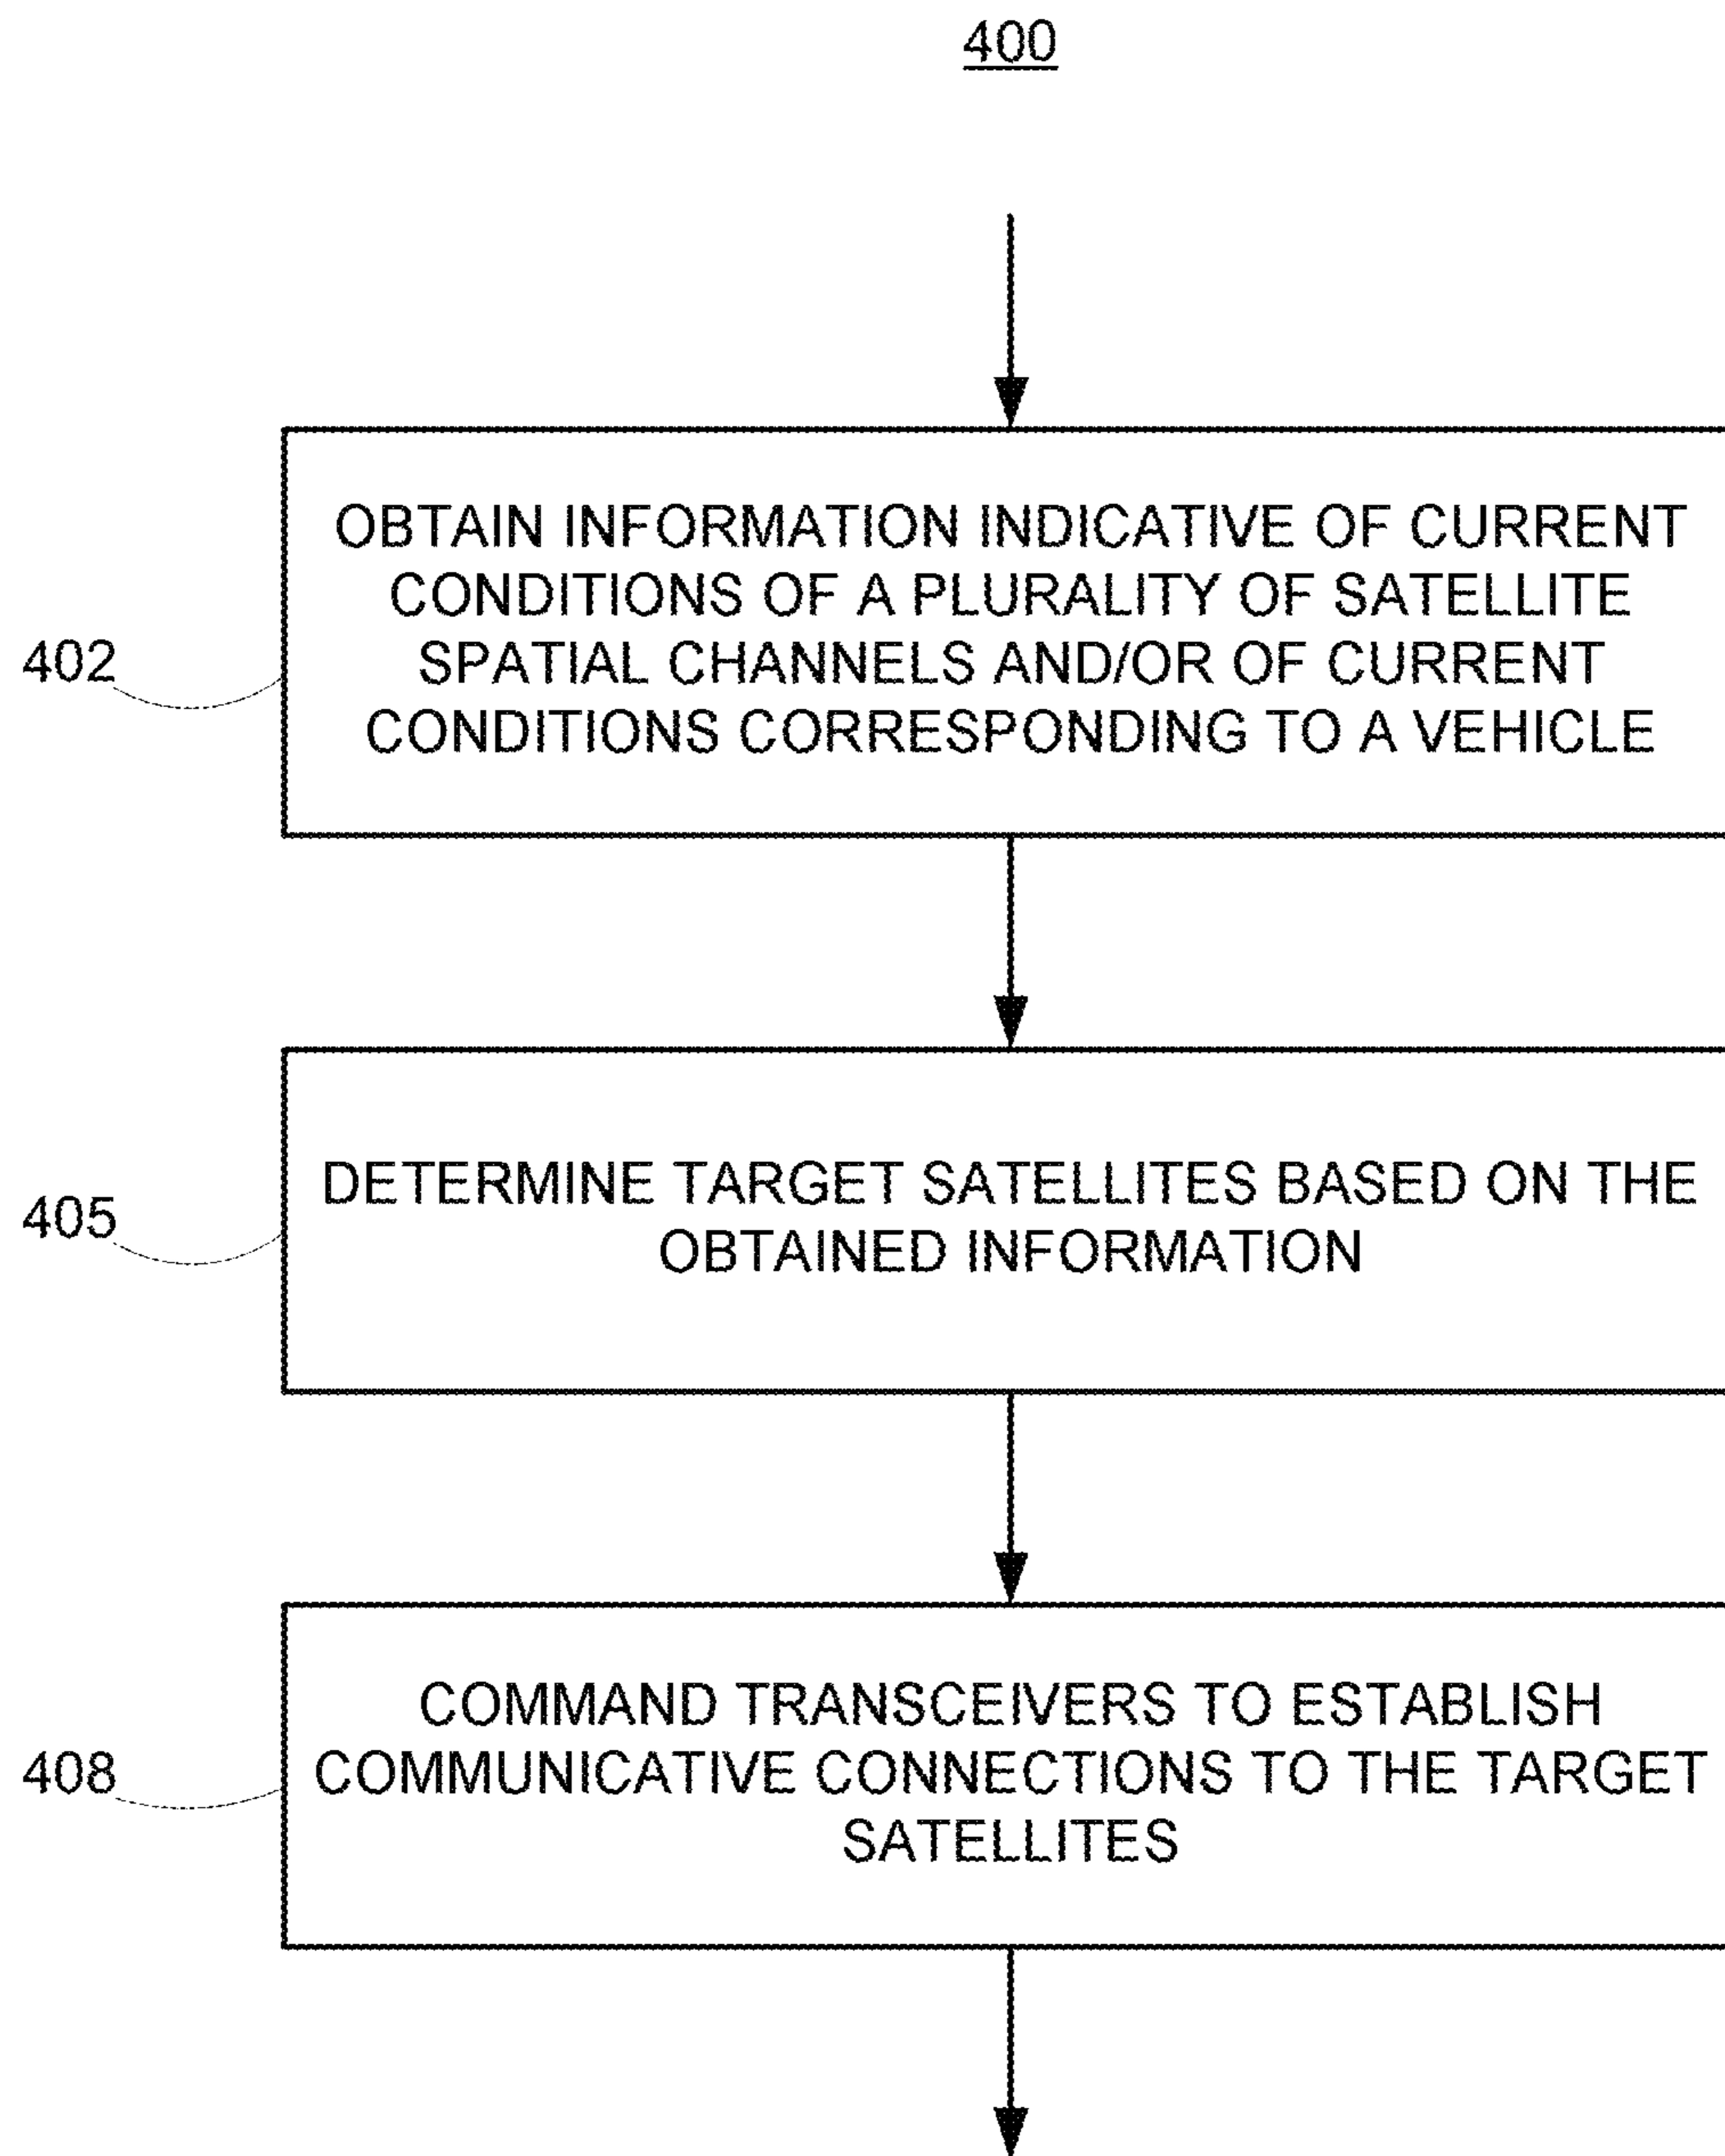 400
OBTAIN INFORMATION INDICATIVE OF CURRENT
CONDITIONS OF A PLURALITY OF SATELLITE
SPATIAL CHANNELS AND/OR OF CURRENT
CONDITIONS CORRESPONDING TO A VEHICLE
402
DETERMINE TARGET SATELLITES BASED ON THE
OBTAINED INFORMATION
405
COMMAND TRANSCEIVERS TO ESTABLISH
COMMUNICATIVE CONNECTIONS TO THE TARGET
SATELLITES
408